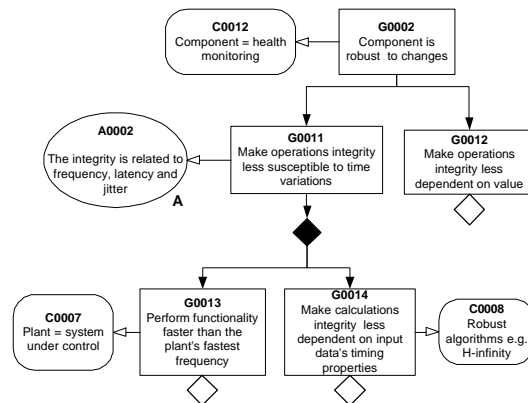 C0012
Component = health
monitoring
G0002
Component is
robust to changes
A0002
The integrity is related to
frequency, latency and
jitter
A
G0011
Make operations integrity
less susceptible to time
variations
G0012
Make operations
integrity less
dependent on value
C0007
Plant = system
under control
G0013
Perform functionality
faster than the
plant's fastest
frequency
G0014
Make calculations
integrity less
dependent on input
data's timing
properties
C0008
Robust
algorithms e.g.
H-infinity